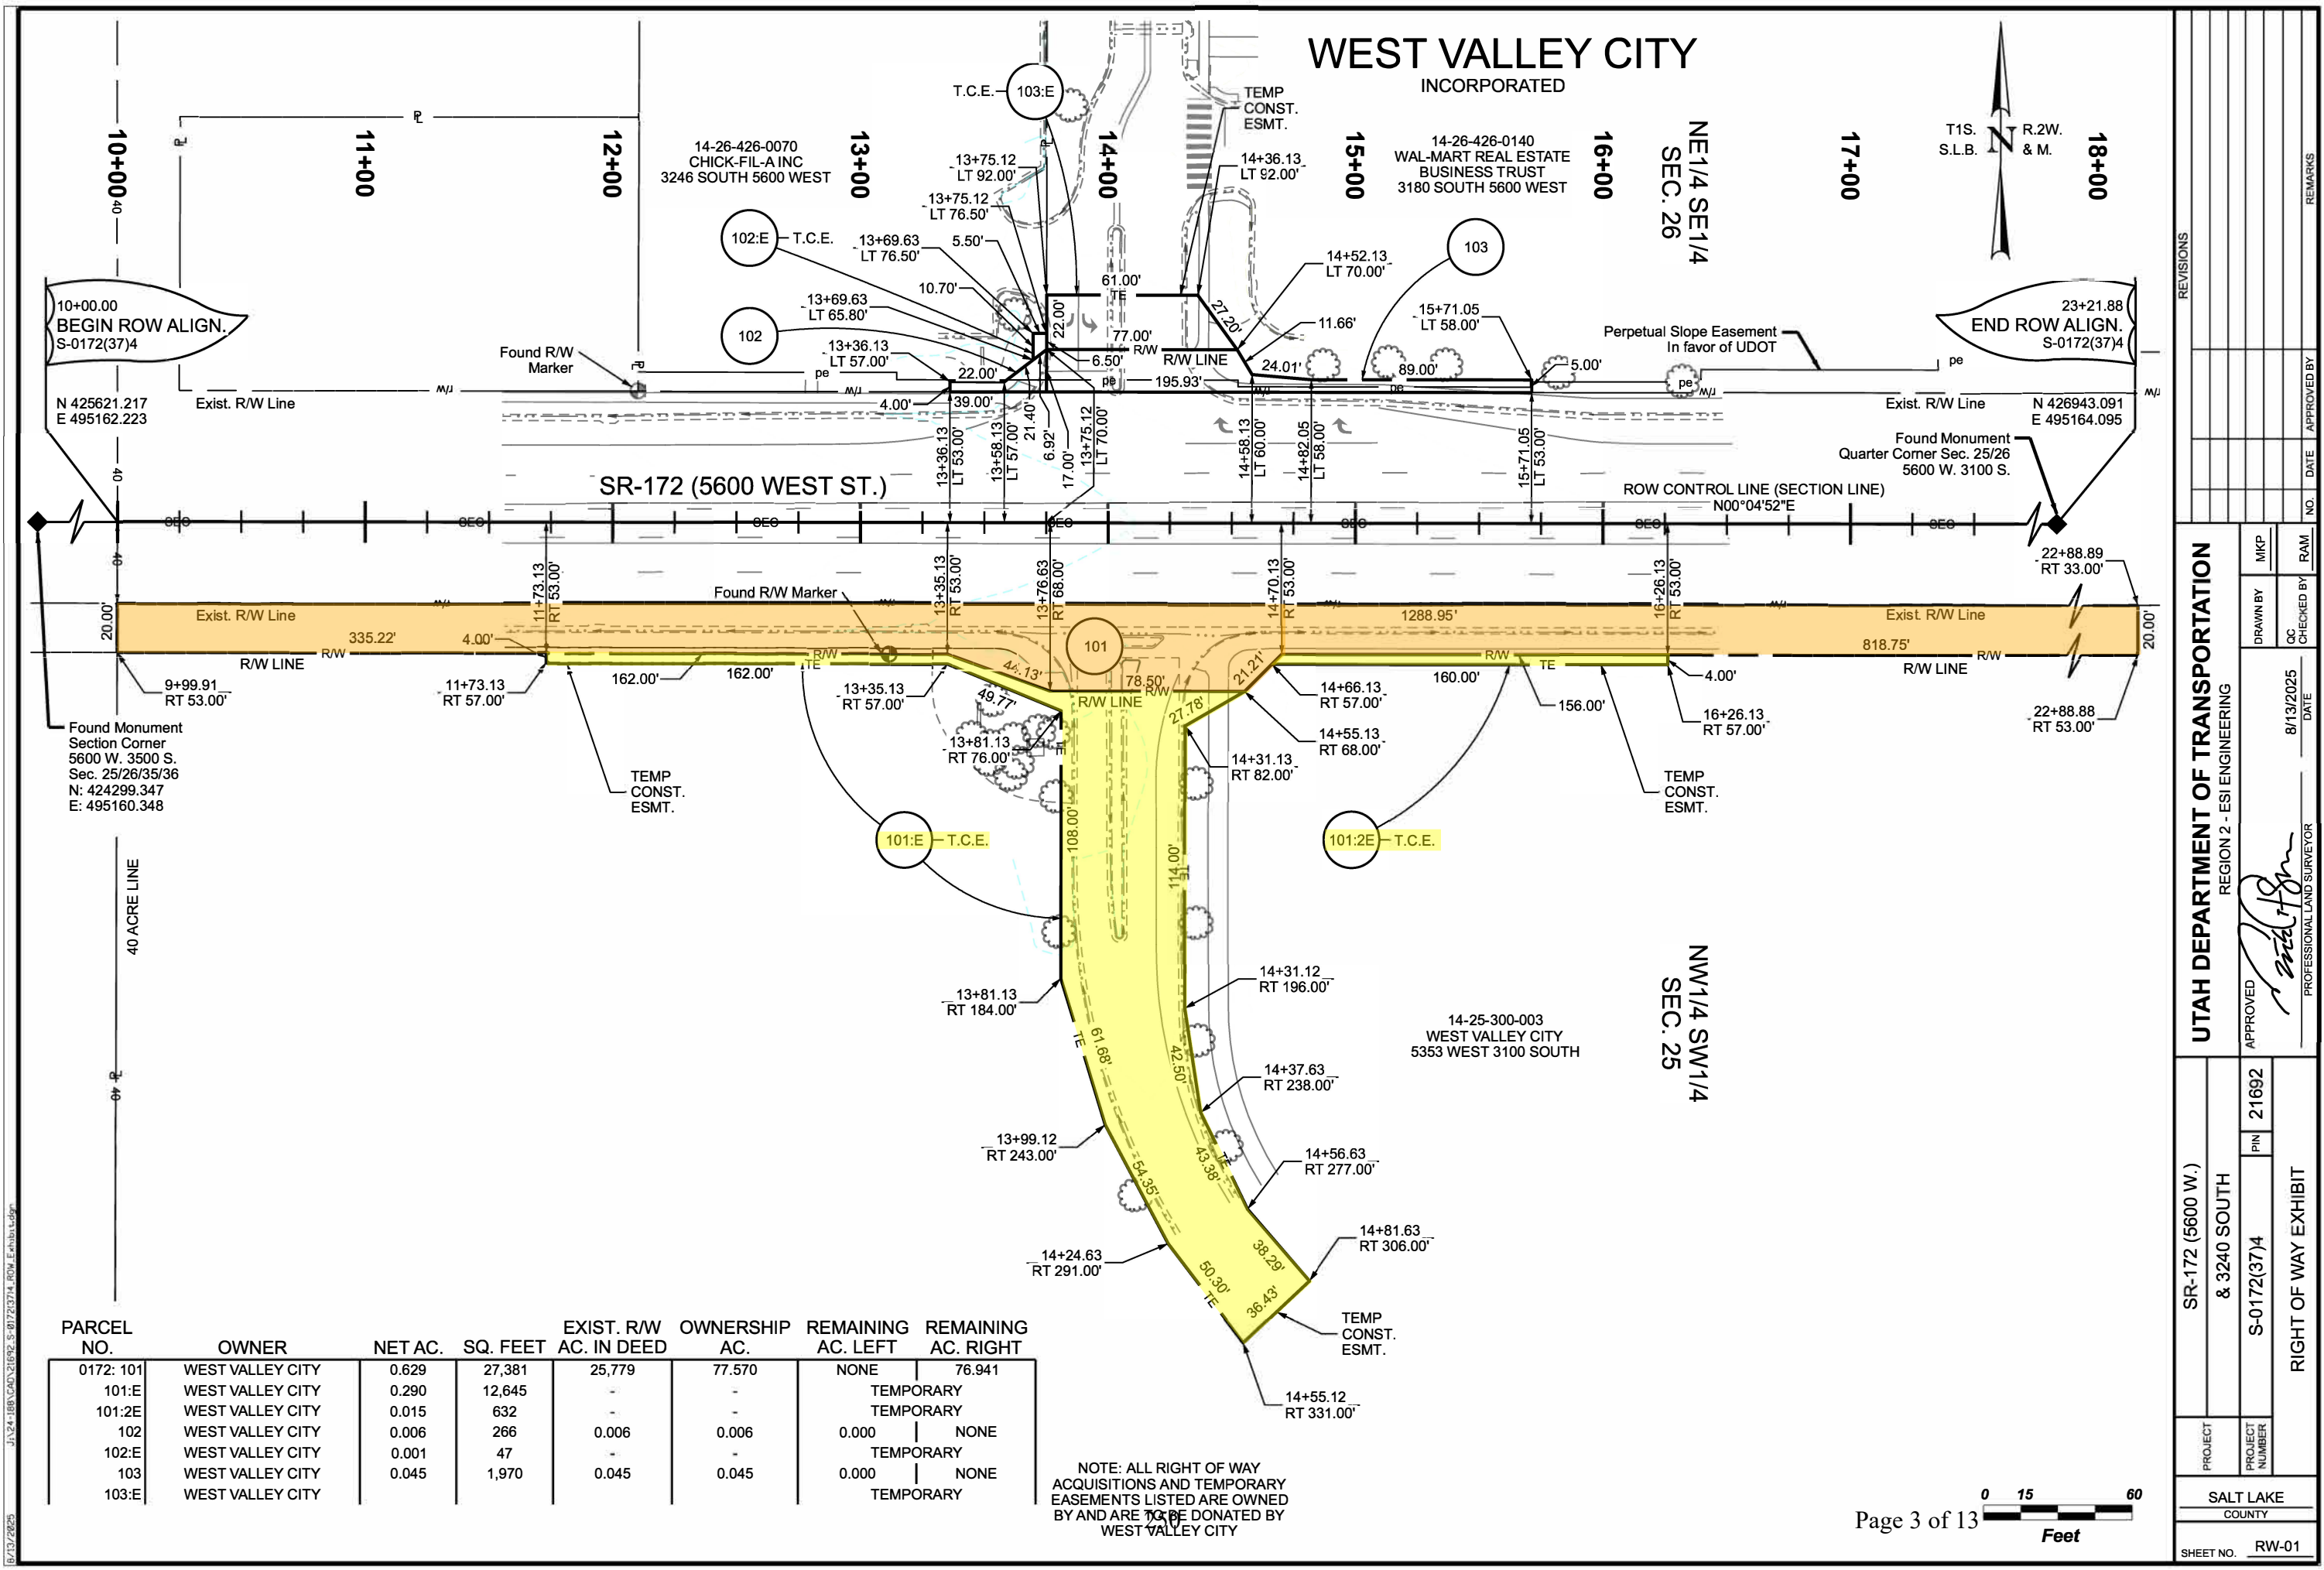 WEST VALLEY CITY
INCORPORATED
T1S.
S.L.B.
N
R.2W.
& M.
10+00
11+00
12+00
13+00
14+00
15+00
16+00
17+00
18+00
40
40
PL
PL
PL
PL
14-26-426-0070
CHICK-FIL-A INC
3246 SOUTH 5600 WEST
T.C.E.
103:E
TEMP
CONST.
ESMT.
14-26-426-0140
WAL-MART REAL ESTATE
BUSINESS TRUST
3180 SOUTH 5600 WEST
NE1/4 SE1/4
SEC. 26
13+75.12
LT 92.00'
14+36.13
LT 92.00'
13+75.12
LT 76.50'
102:E
T.C.E.
13+69.63
LT 76.50'
5.50'
103
14+52.13
LT 70.00'
10.70'
61.00'
TE
13+69.63
LT 65.80'
22.00'
27.20'
11.66'
15+71.05
LT 58.00'
102
77.00'
R/W
R/W LINE
6.50'
13+36.13
LT 57.00'
24.01'
89.00'
5.00'
22.00'
Perpetual Slope Easement
In favor of UDOT
10+00.00
BEGIN ROW ALIGN.
S-0172(37)4
23+21.88
END ROW ALIGN.
S-0172(37)4
Found R/W
Marker
pe
pe
195.93'
pe
pe
pe
N 425621.217
E 495162.223
Exist. R/W Line
R/W
R/W
4.00'
39.00'
R/W
R/W
R/W
Exist. R/W Line
N 426943.091
E 495164.095
21.40'
6.92'
17.00'
13+75.12
LT 70.00'
13+36.13
LT 53.00'
13+58.13
LT 57.00'
14+58.13
LT 60.00'
14+82.05
LT 58.00'
15+71.05
LT 53.00'
Found Monument
Quarter Corner Sec. 25/26
5600 W. 3100 S.
SR-172 (5600 WEST ST.)
ROW CONTROL LINE (SECTION LINE)
N00°04'52"E
SEC
SEC
SEC
SEC
SEC
SEC
SEC
11+73.13
RT 53.00'
13+35.13
RT 53.00'
13+76.63
RT 68.00'
14+70.13
RT 53.00'
16+26.13
RT 53.00'
22+88.89
RT 33.00'
Found R/W Marker
20.00'
Exist. R/W Line
335.22'
4.00'
101
1288.95'
Exist. R/W Line
818.75'
20.00'
R/W LINE
R/W
R/W
TE
44.13'
78.50'
R/W
21.21'
R/W
TE
R/W
R/W LINE
9+99.91
RT 53.00'
11+73.13
RT 57.00'
162.00'
162.00'
13+35.13
RT 57.00'
49.77'
R/W LINE
27.78'
14+66.13
RT 57.00'
160.00'
156.00'
4.00'
16+26.13
RT 57.00'
22+88.88
RT 53.00'
Found Monument
Section Corner
5600 W. 3500 S.
Sec. 25/26/35/36
N: 424299.347
E: 495160.348
13+81.13
RT 76.00'
14+55.13
RT 68.00'
14+31.13
RT 82.00'
TEMP
CONST.
ESMT.
TEMP
CONST.
ESMT.
101:E
T.C.E.
108.00'
114.00'
TE
101:2E
T.C.E.
40 ACRE LINE
13+81.13
RT 184.00'
14+31.12
RT 196.00'
NW1/4 SW1/4
SEC. 25
14-25-300-003
WEST VALLEY CITY
5353 WEST 3100 SOUTH
TE
61.68'
42.50'
14+37.63
RT 238.00'
13+99.12
RT 243.00'
54.35'
43.38'
TE
14+56.63
RT 277.00'
14+24.63
RT 291.00'
38.29'
14+81.63
RT 306.00'
50.30'
TE
36.43'
TEMP
CONST.
ESMT.
14+55.12
RT 331.00'
PARCEL NO. OWNER NET AC. SQ. FEET EXIST. R/W AC. IN DEED OWNERSHIP AC. REMAINING AC. LEFT REMAINING AC. RIGHT
0172: 101 WEST VALLEY CITY 0.629 27,381 25,779 77.570 NONE 76.941
101:E WEST VALLEY CITY 0.290 12,645 - - TEMPORARY
101:2E WEST VALLEY CITY 0.015 632 - - TEMPORARY
102 WEST VALLEY CITY 0.006 266 0.006 0.006 0.000 NONE
102:E WEST VALLEY CITY 0.001 47 - - TEMPORARY
103 WEST VALLEY CITY 0.045 1,970 0.045 0.045 0.000 NONE
103:E WEST VALLEY CITY TEMPORARY
NOTE: ALL RIGHT OF WAY
ACQUISITIONS AND TEMPORARY
EASEMENTS LISTED ARE OWNED
BY AND ARE TO BE DONATED BY
WEST VALLEY CITY
250
Page 3 of 13
0 15 60
Feet
REVISIONS
REMARKS
APPROVED BY
DATE
NO.
UTAH DEPARTMENT OF TRANSPORTATION
REGION 2 - ESI ENGINEERING
DRAWN BY MKP
QC CHECKED BY RAM
APPROVED
8/13/2025
DATE
PROFESSIONAL LAND SURVEYOR
SR-172 (5600 W.)
& 3240 SOUTH
PROJECT
PROJECT NUMBER
S-0172(37)4
PIN
21692
RIGHT OF WAY EXHIBIT
SALT LAKE
COUNTY
SHEET NO. RW-01
8/13/2025